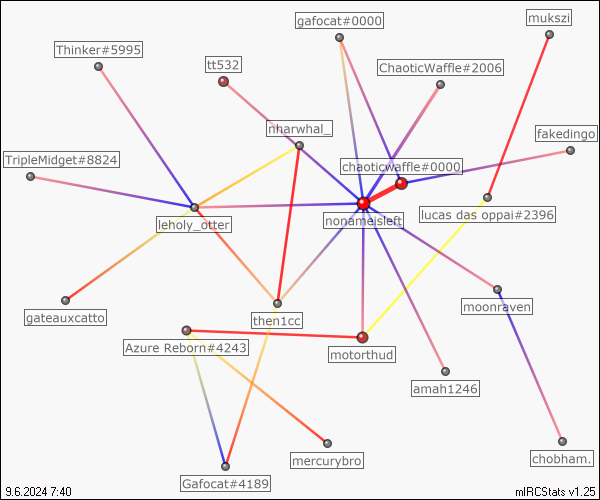 gafocat#0000
mukszi
Thinker#5995
tt532
ChaoticWaffle#2006
nharwhal_
fakedingo
TripleMidget#8824
chaoticwaffle#0000
leholy_otter
nonameisleft
lucas das oppai#2396
gateauxcatto
then1cc
moonraven
Azure Reborn#4243
motorthud
amah1246
mercurybro
chobham.
Gafocat#4189
9.6.2024 7:40
mIRCStats v1.25